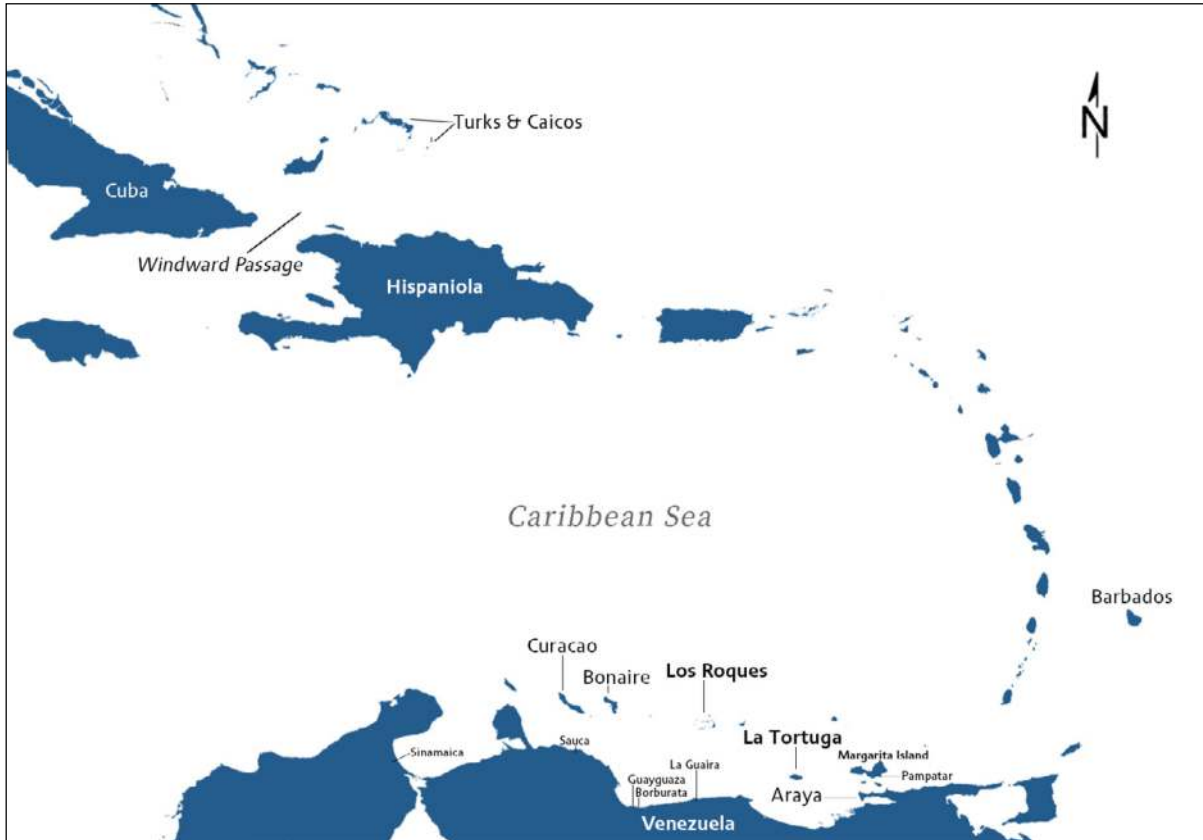 N
Turks & Caicos
Cuba
Windward Passage
Hispaniola
Caribbean Sea
Barbados
Curacao
Bonaire
Los Roques
La Tortuga
Sauca
Sinamaica
La Guaira
Margarita Island
Guayguaza
Pampatar
Borburata
Araya
Venezuela